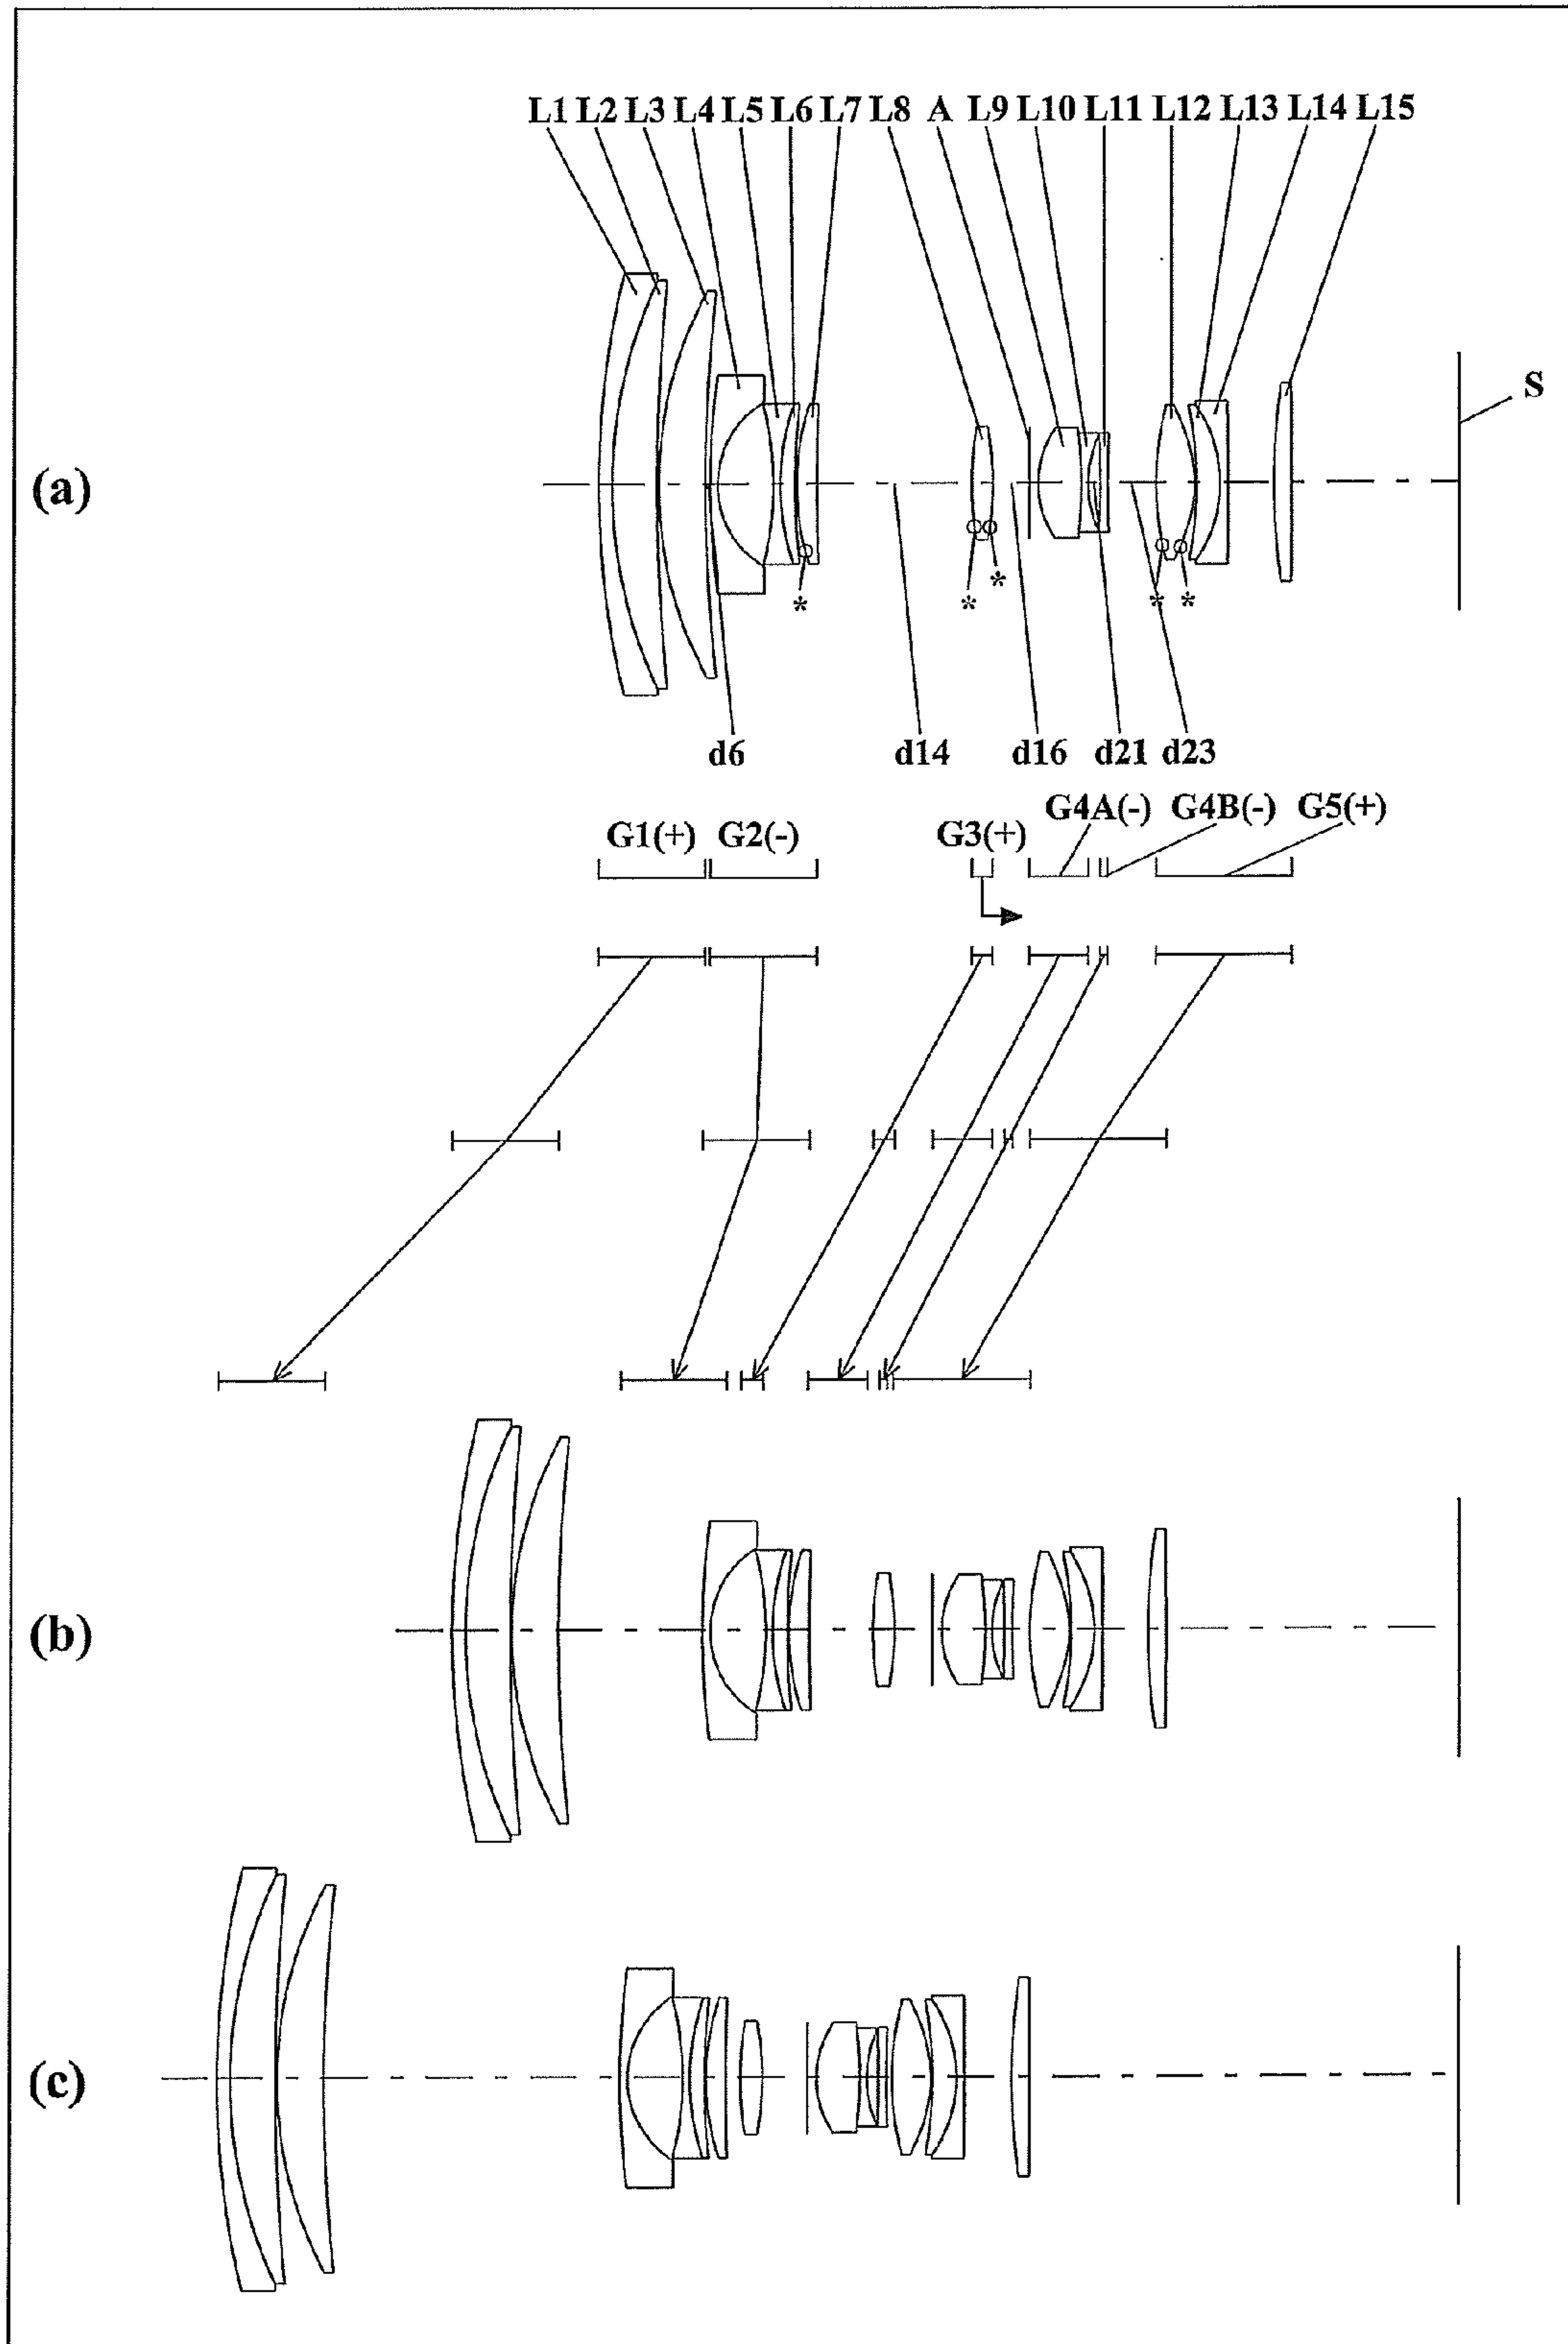 L1 L2 L3 L4 L5 L6 L7 L8 A L9 L10 L11 L12 L13 L14 L15
S
(a)
* * * * *
d6 d14 d16 d21 d23
G1(+) G2(-) G3(+) G4A(-) G4B(-) G5(+)
(b)
(c)